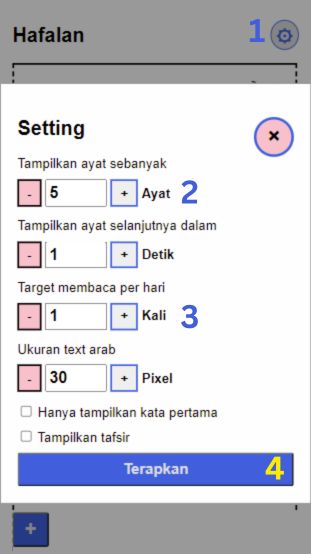 Hafalan 1
Setting
×
Tampilkan ayat sebanyak
- 5 + Ayat 2
Tampilkan ayat selanjutnya dalam
- 1 + Detik
Target membaca per hari
- 1 + Kali 3
Ukuran text arab
- 30 + Pixel
Hanya tampilkan kata pertama
Tampilkan tafsir
Terapkan 4
+